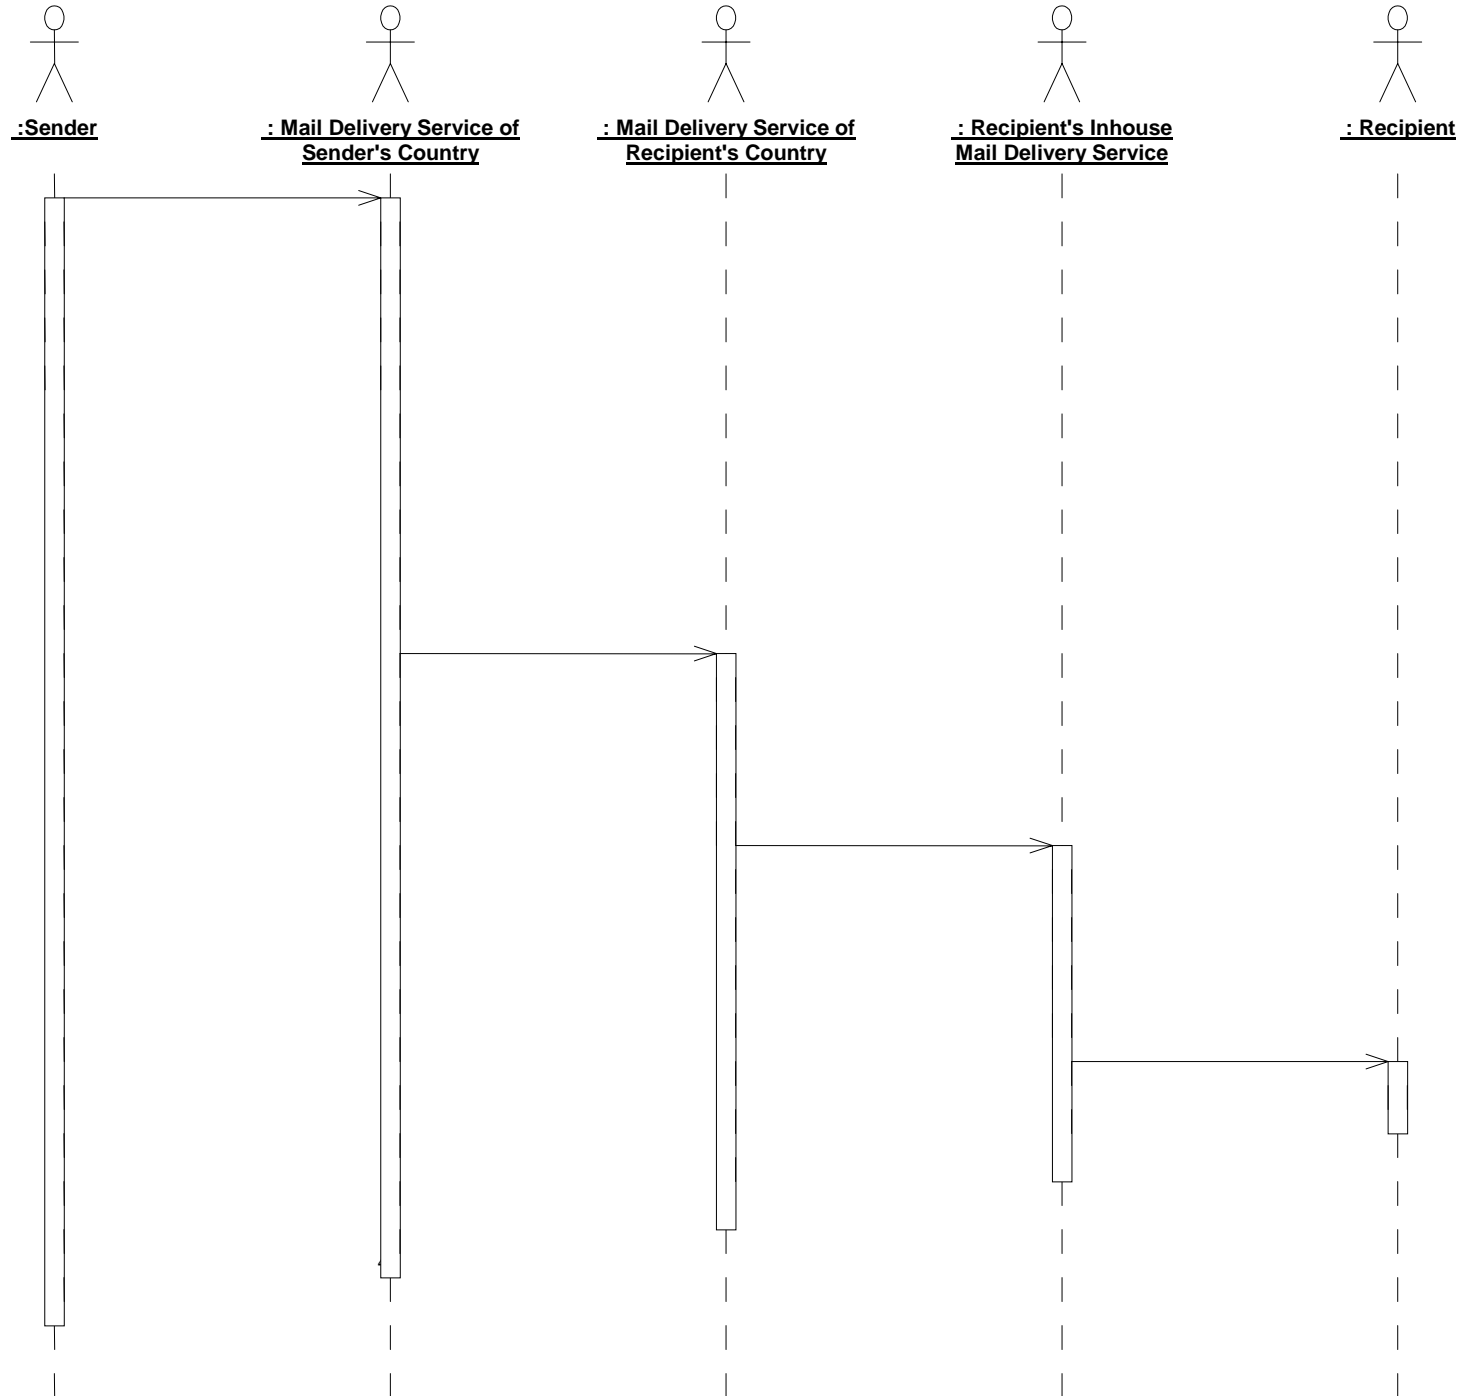 :Sender
: Mail Delivery Service of
Sender's Country
: Mail Delivery Service of
Recipient's Country
: Recipient's Inhouse
Mail Delivery Service
: Recipient